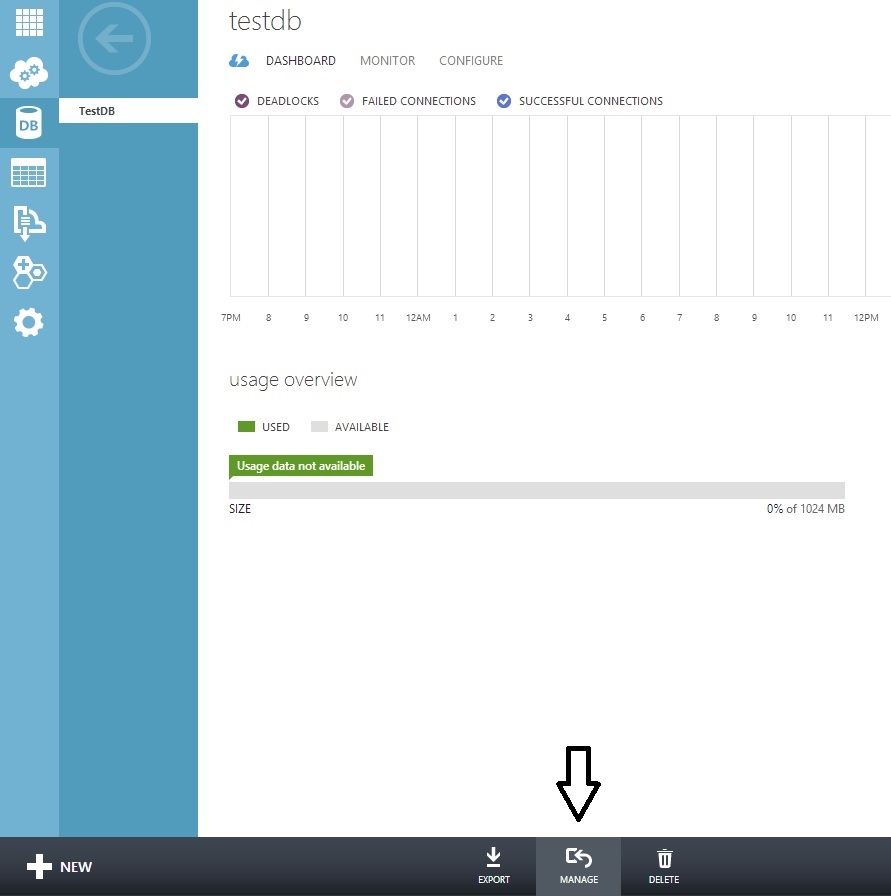 testdb
DASHBOARD MONITOR CONFIGURE
DEADLOCKS FAILED CONNECTIONS SUCCESSFUL CONNECTIONS
TestDB
DB
7PM 8 9 10 11 12AM 1 2 3 4 5 6 7 8 9 10 11 12PM
usage overview
USED AVAILABLE
Usage data not available
SIZE 0% of 1024 MB
NEW EXPORT MANAGE DELETE